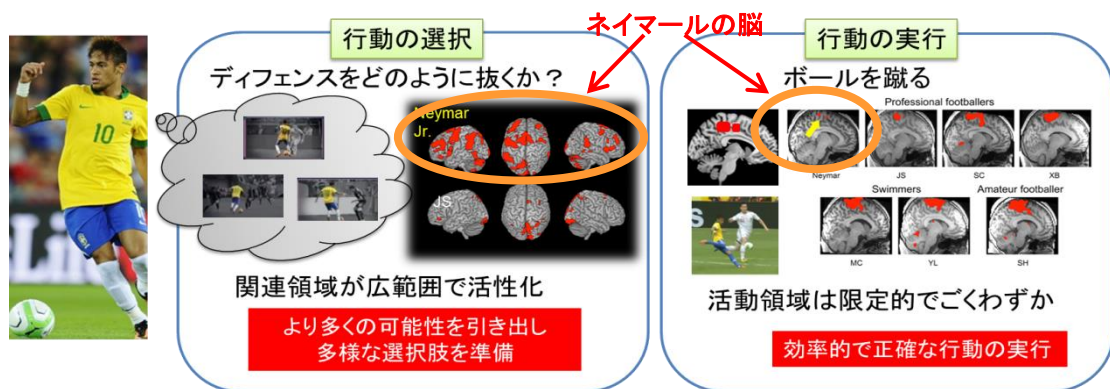 ネイマールの脳
行動の選択
ディフェンスをどのように抜くか？
Neymar
Jr.
JS
関連領域が広範囲で活性化
より多くの可能性を引き出し
多様な選択肢を準備
行動の実行
ボールを蹴る
Professional footballers
Neymar JS SC XB
Swimmers Amateur footballer
MC YL SH
活動領域は限定的でごくわずか
効率的で正確な行動の実行
10